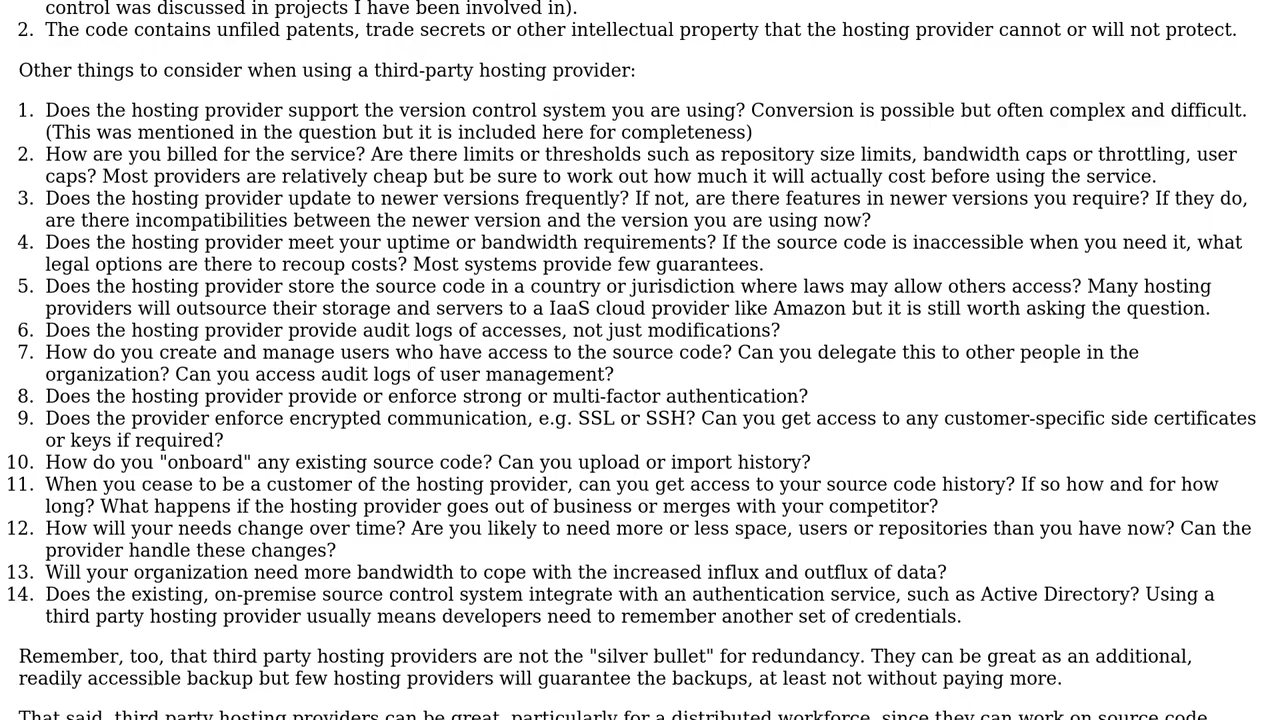 control was discussed in projects I have been involved in).
2. The code contains unfiled patents, trade secrets or other intellectual property that the hosting provider cannot or will not protect.
Other things to consider when using a third-party hosting provider:
1. Does the hosting provider support the version control system you are using? Conversion is possible but often complex and difficult.
(This was mentioned in the question but it is included here for completeness)
2. How are you billed for the service? Are there limits or thresholds such as repository size limits, bandwidth caps or throttling, user
caps? Most providers are relatively cheap but be sure to work out how much it will actually cost before using the service.
3. Does the hosting provider update to newer versions frequently? If not, are there features in newer versions you require? If they do,
are there incompatibilities between the newer version and the version you are using now?
4. Does the hosting provider meet your uptime or bandwidth requirements? If the source code is inaccessible when you need it, what
legal options are there to recoup costs? Most systems provide few guarantees.
5. Does the hosting provider store the source code in a country or jurisdiction where laws may allow others access? Many hosting
providers will outsource their storage and servers to a IaaS cloud provider like Amazon but it is still worth asking the question.
6. Does the hosting provider provide audit logs of accesses, not just modifications?
7. How do you create and manage users who have access to the source code? Can you delegate this to other people in the
organization? Can you access audit logs of user management?
8. Does the hosting provider provide or enforce strong or multi-factor authentication?
9. Does the provider enforce encrypted communication, e.g. SSL or SSH? Can you get access to any customer-specific side certificates
or keys if required?
10. How do you "onboard" any existing source code? Can you upload or import history?
11. When you cease to be a customer of the hosting provider, can you get access to your source code history? If so how and for how
long? What happens if the hosting provider goes out of business or merges with your competitor?
12. How will your needs change over time? Are you likely to need more or less space, users or repositories than you have now? Can the
provider handle these changes?
13. Will your organization need more bandwidth to cope with the increased influx and outflux of data?
14. Does the existing, on-premise source control system integrate with an authentication service, such as Active Directory? Using a
third party hosting provider usually means developers need to remember another set of credentials.
Remember, too, that third party hosting providers are not the "silver bullet" for redundancy. They can be great as an additional,
readily accessible backup but few hosting providers will guarantee the backups, at least not without paying more.
That said, third party hosting providers can be great, particularly for a distributed workforce, since they can work on source code